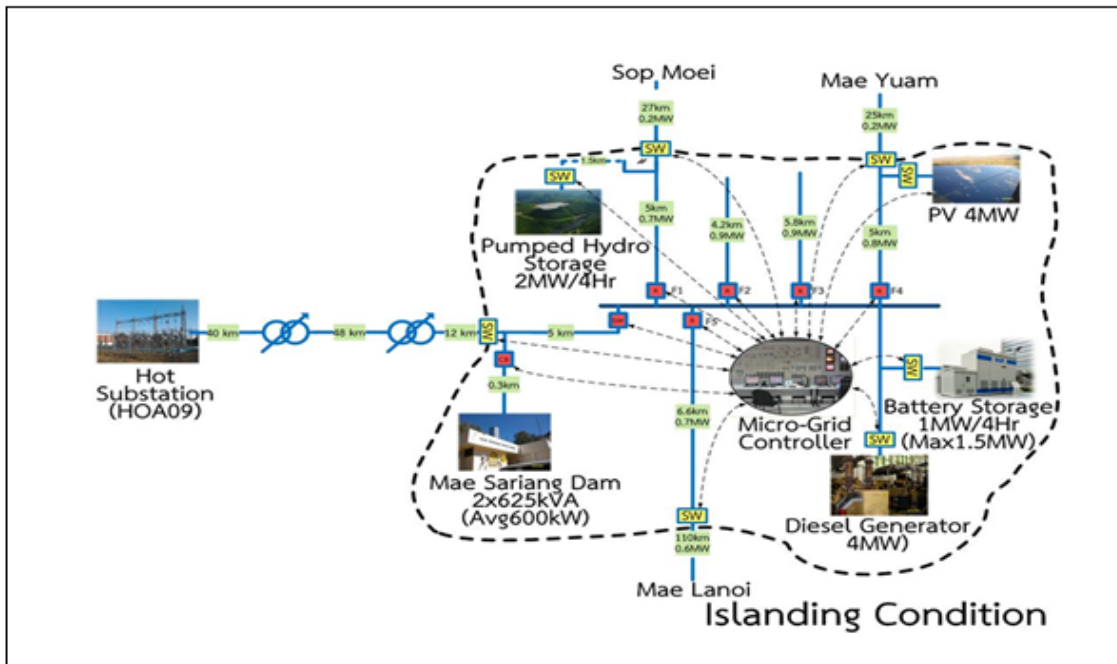 Sop Moei
Mae Yuam
27km
0.2MW
25km
0.2MW
SW
SW
1.5km
SW
SW
PV 4MW
Pumped Hydro
Storage
2MW/4Hr
5km
0.7MW
4.2km
0.9MW
5.8km
0.9MW
5km
0.8MW
F1
F2
F3
F4
40 km
48 km
12 km
SW
5 km
F5
Hot
Substation
(HOA09)
CB
0.3km
Mae Sariang Dam
2x625kVA
(Avg600kW)
6.6km
0.7MW
Micro-Grid
Controller
SW
Battery Storage
1MW/4Hr
(Max1.5MW)
SW
Diesel Generator
4MW)
SW
110km
0.6MW
Mae Lanoi
Islanding Condition